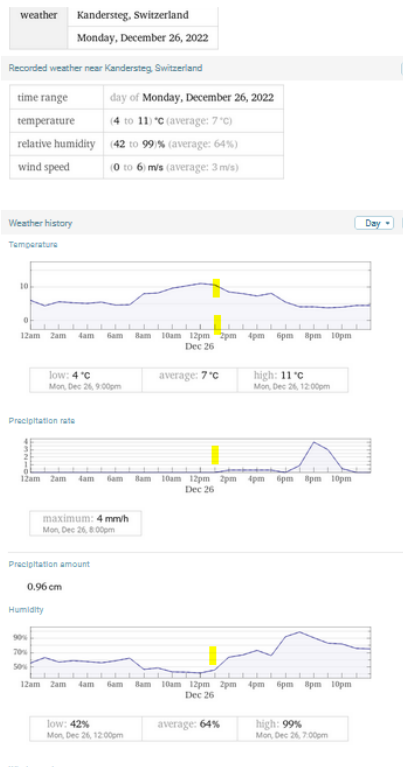 weather Kandersteg, Switzerland
Monday, December 26, 2022
Recorded weather near Kandersteg, Switzerland
time range day of Monday, December 26, 2022
temperature (4 to 11) °C (average: 7 °C)
relative humidity (42 to 99)% (average: 64%)
wind speed (0 to 6) m/s (average: 3 m/s)
Weather history Day
Temperature
10
0
12am 2am 4am 6am 8am 10am 12pm 2pm 4pm 6pm 8pm 10pm
Dec 26
low: 4 °C average: 7 °C high: 11 °C
Mon, Dec 26, 9:00pm Mon, Dec 26, 12:00pm
Precipitation rate
4
3
2
1
0
12am 2am 4am 6am 8am 10am 12pm 2pm 4pm 6pm 8pm 10pm
Dec 26
maximum: 4 mm/h
Mon, Dec 26, 8:00pm
Precipitation amount
0.96 cm
Humidity
90%
70%
50%
12am 2am 4am 6am 8am 10am 12pm 2pm 4pm 6pm 8pm 10pm
Dec 26
low: 42% average: 64% high: 99%
Mon, Dec 26, 12:00pm Mon, Dec 26, 7:00pm